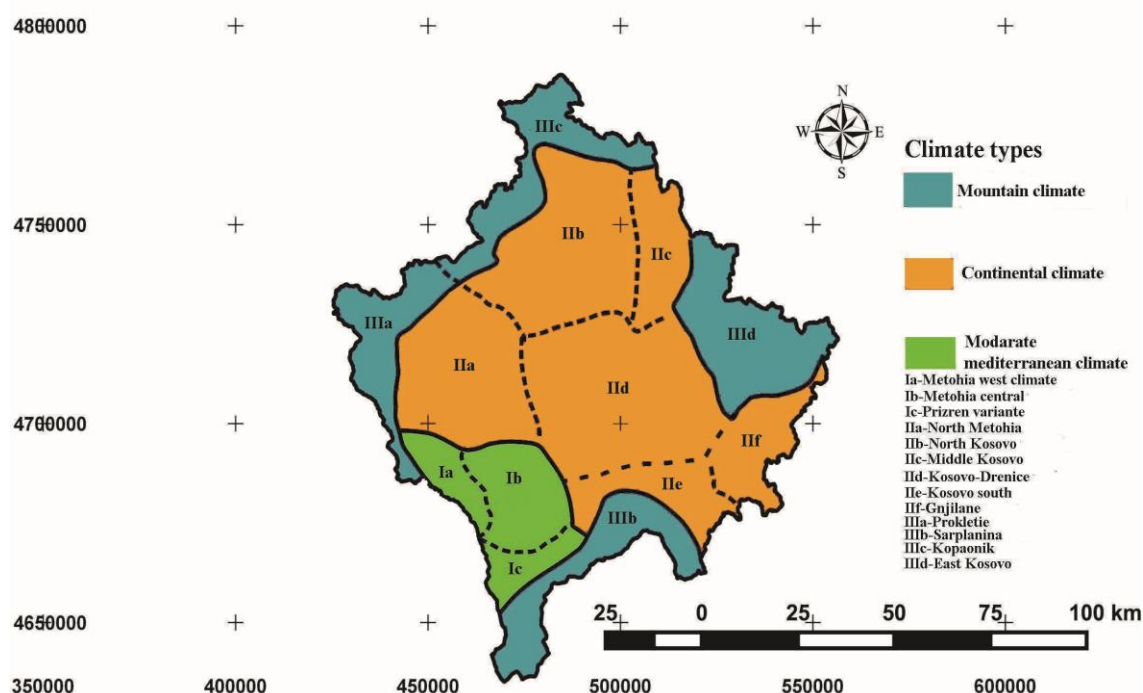 4800000
N
W E
S
IIIc
Climate types
Mountain climate
4750000
IIb
IIc
Continental climate
IIIa
IIId
IIa
IId
Modarate
mediterranean climate
Ia-Metohia west climate
Ib-Metohia central
Ic-Prizren variante
IIa-North Metohia
IIb-North Kosovo
IIc-Middle Kosovo
IId-Kosovo-Drenice
IIe-Kosovo south
IIf-Gnjilane
IIIa-Prokletie
IIIb-Sarplanina
IIIc-Kopaonik
IIId-East Kosovo
4700000
IIf
Ia
Ib
IIe
IIIb
Ic
4650000
25 0 25 50 75 100 km
350000 400000 450000 500000 550000 600000